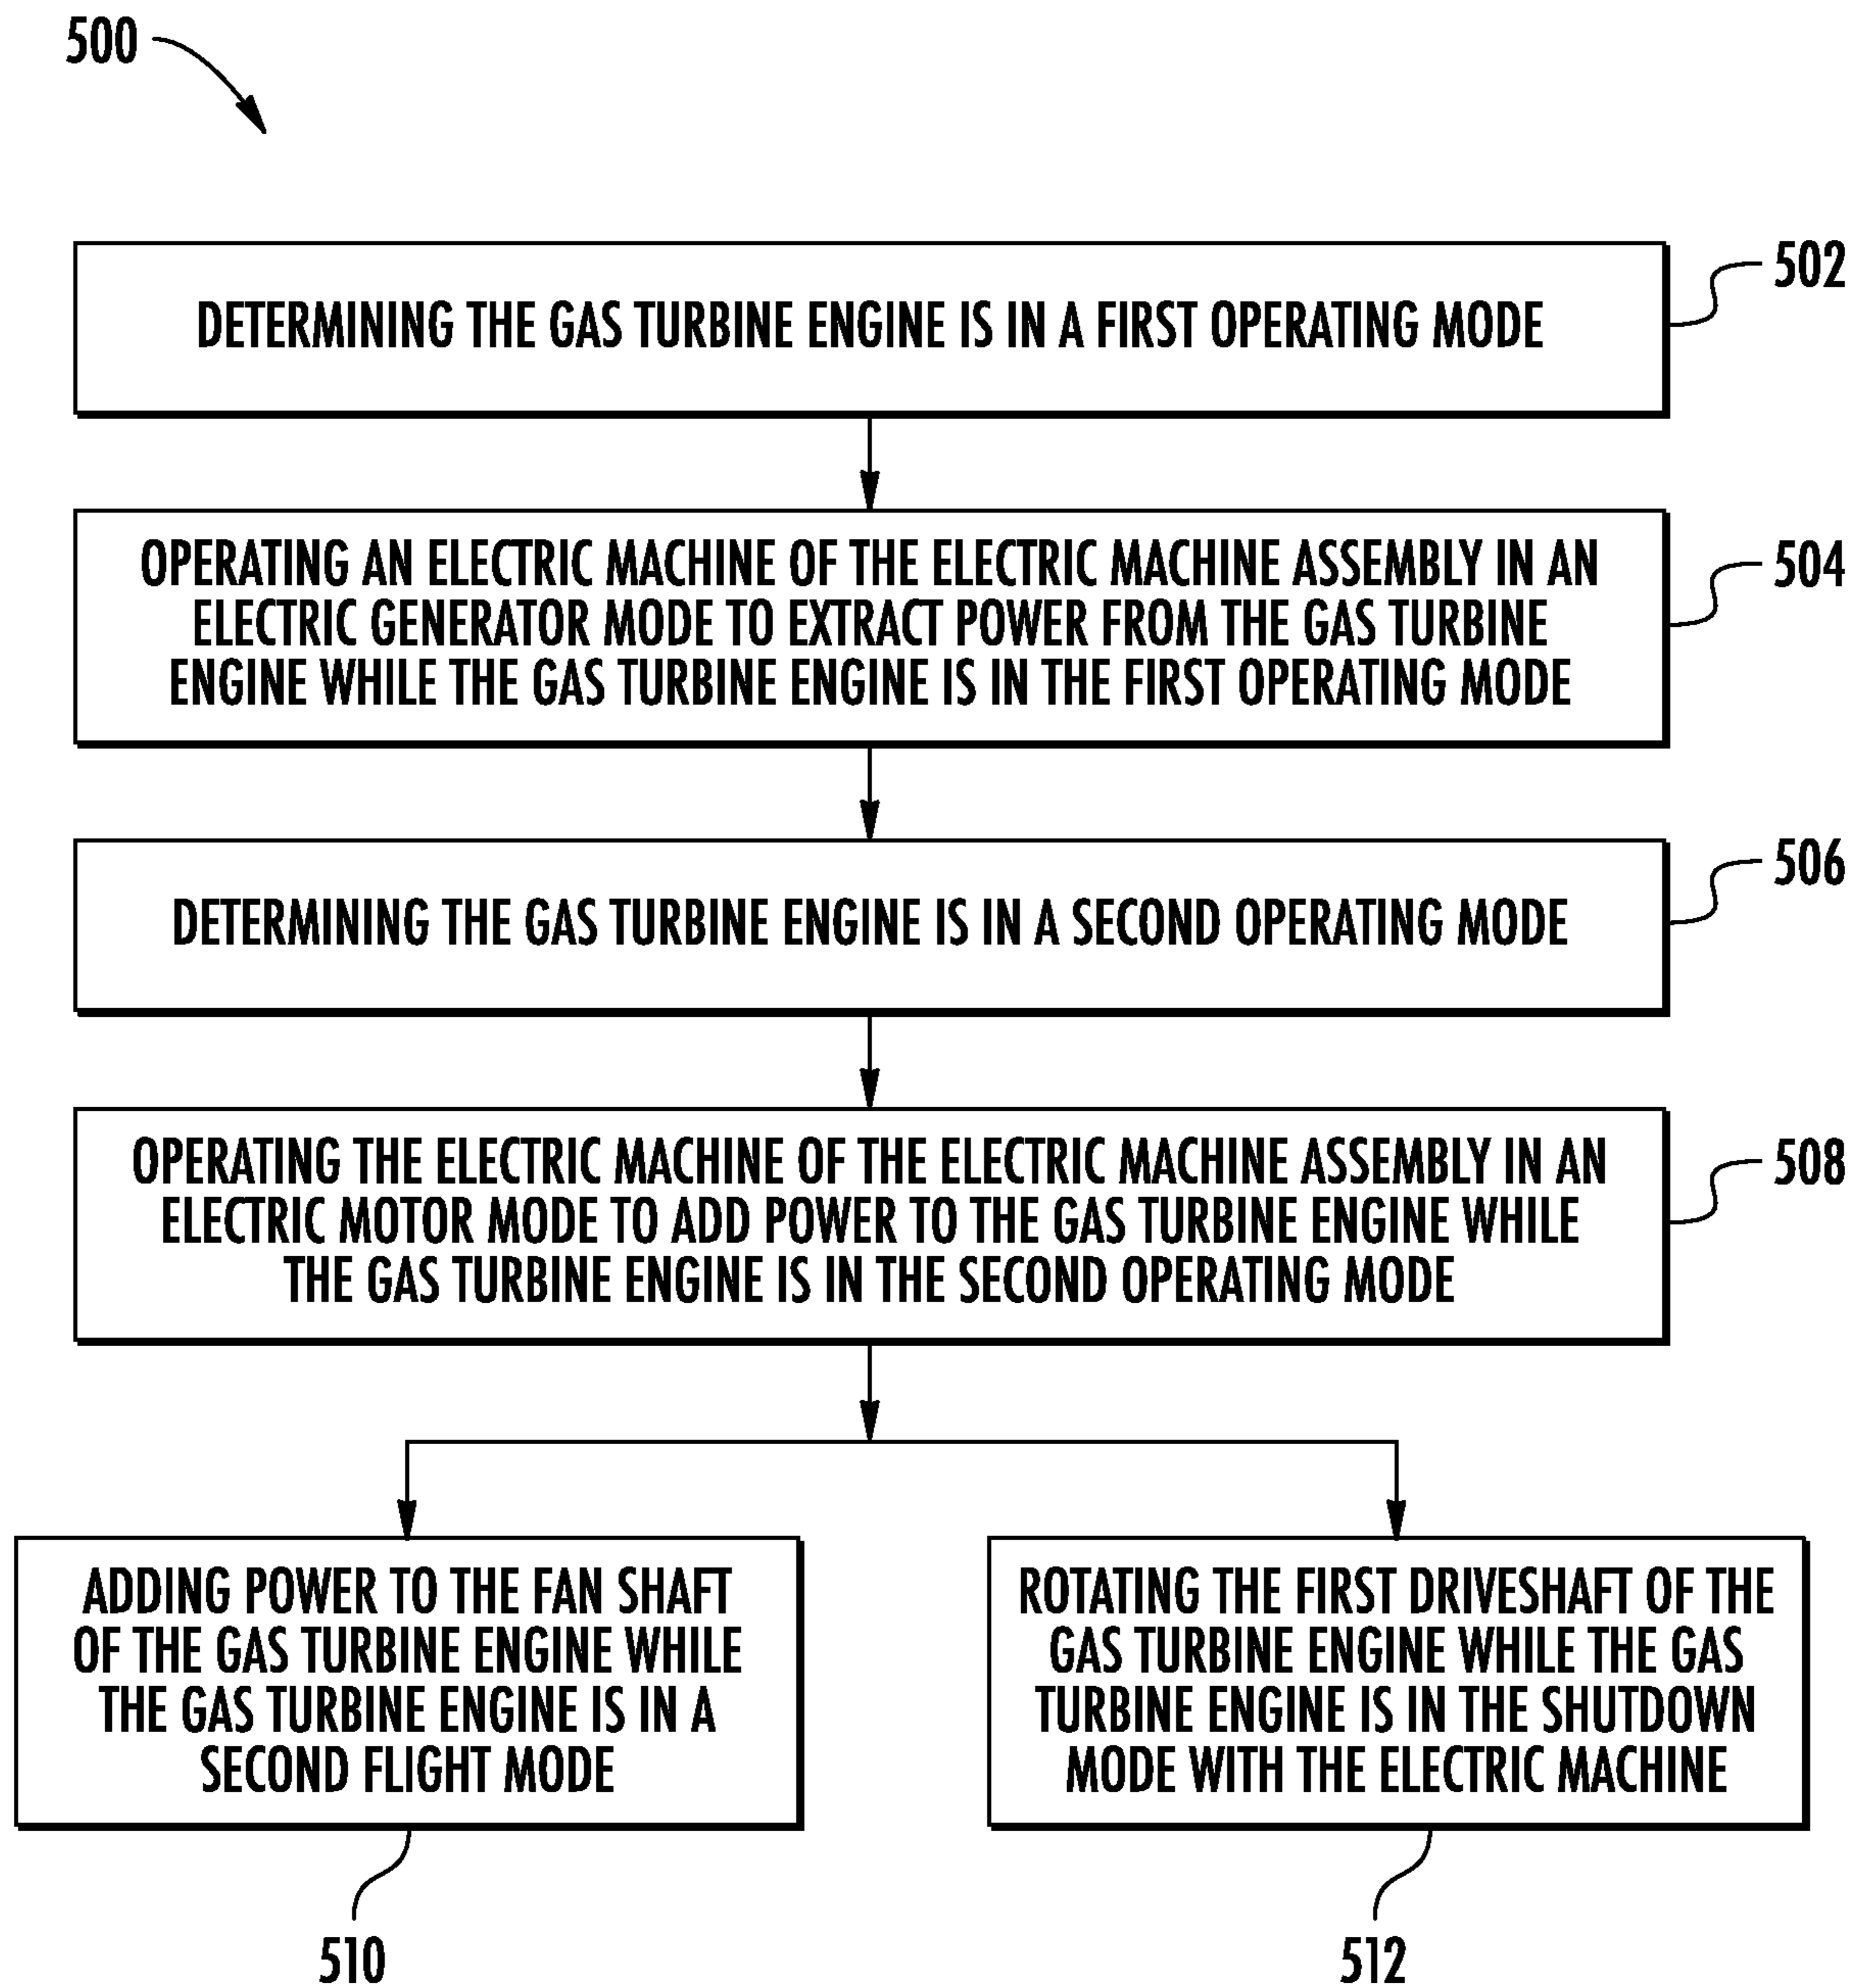 500
DETERMINING THE GAS TURBINE ENGINE IS IN A FIRST OPERATING MODE
502
OPERATING AN ELECTRIC MACHINE OF THE ELECTRIC MACHINE ASSEMBLY IN AN
ELECTRIC GENERATOR MODE TO EXTRACT POWER FROM THE GAS TURBINE
ENGINE WHILE THE GAS TURBINE ENGINE IS IN THE FIRST OPERATING MODE
504
DETERMINING THE GAS TURBINE ENGINE IS IN A SECOND OPERATING MODE
506
OPERATING THE ELECTRIC MACHINE OF THE ELECTRIC MACHINE ASSEMBLY IN AN
ELECTRIC MOTOR MODE TO ADD POWER TO THE GAS TURBINE ENGINE WHILE
THE GAS TURBINE ENGINE IS IN THE SECOND OPERATING MODE
508
ADDING POWER TO THE FAN SHAFT
OF THE GAS TURBINE ENGINE WHILE
THE GAS TURBINE ENGINE IS IN A
SECOND FLIGHT MODE
510
ROTATING THE FIRST DRIVESHAFT OF THE
GAS TURBINE ENGINE WHILE THE GAS
TURBINE ENGINE IS IN THE SHUTDOWN
MODE WITH THE ELECTRIC MACHINE
512